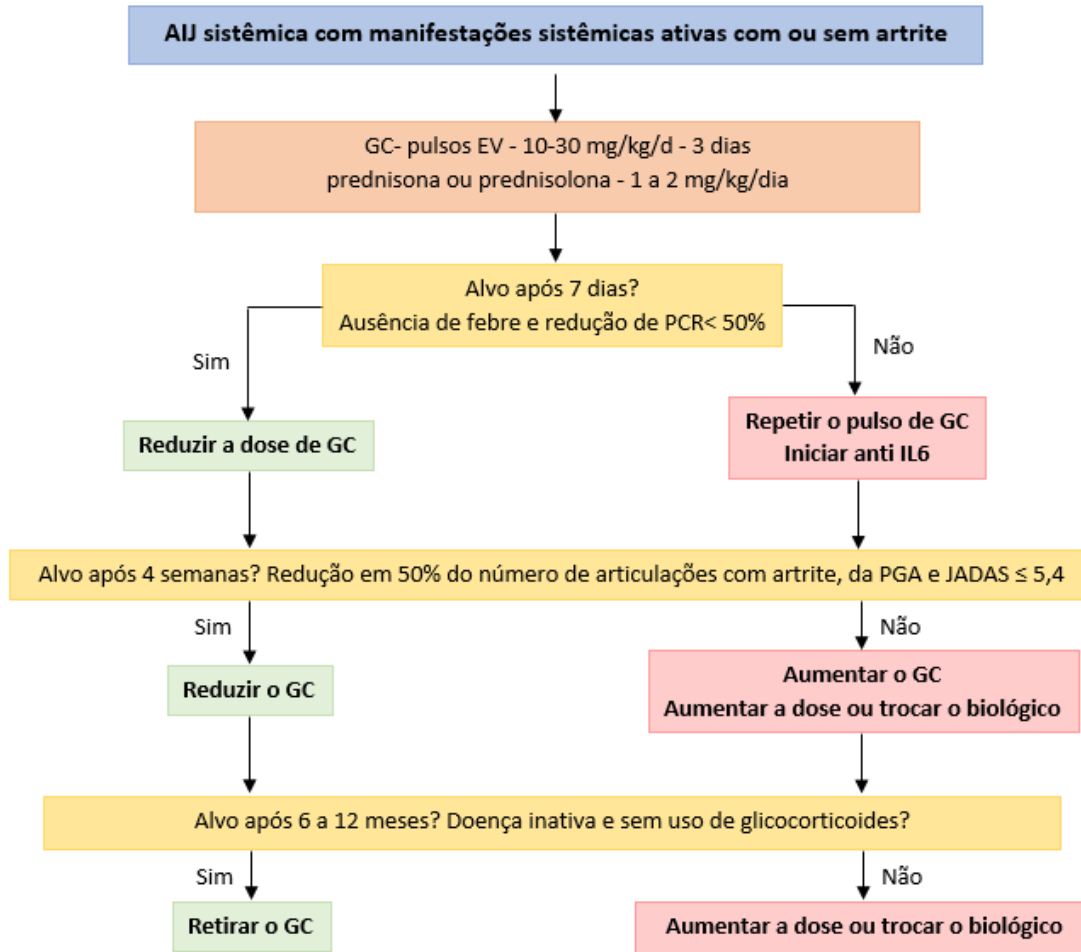 AIJ sistêmica com manifestações sistêmicas ativas com ou sem artrite
GC- pulsos EV - 10-30 mg/kg/d - 3 dias
prednisona ou prednisolona - 1 a 2 mg/kg/dia
Alvo após 7 dias?
Ausência de febre e redução de PCR< 50%
Sim
Não
Reduzir a dose de GC
Repetir o pulso de GC
Iniciar anti IL6
Alvo após 4 semanas? Redução em 50% do número de articulações com artrite, da PGA e JADAS ≤ 5,4
Sim
Não
Reduzir o GC
Aumentar o GC
Aumentar a dose ou trocar o biológico
Alvo após 6 a 12 meses? Doença inativa e sem uso de glicocorticoides?
Sim
Não
Retirar o GC
Aumentar a dose ou trocar o biológico